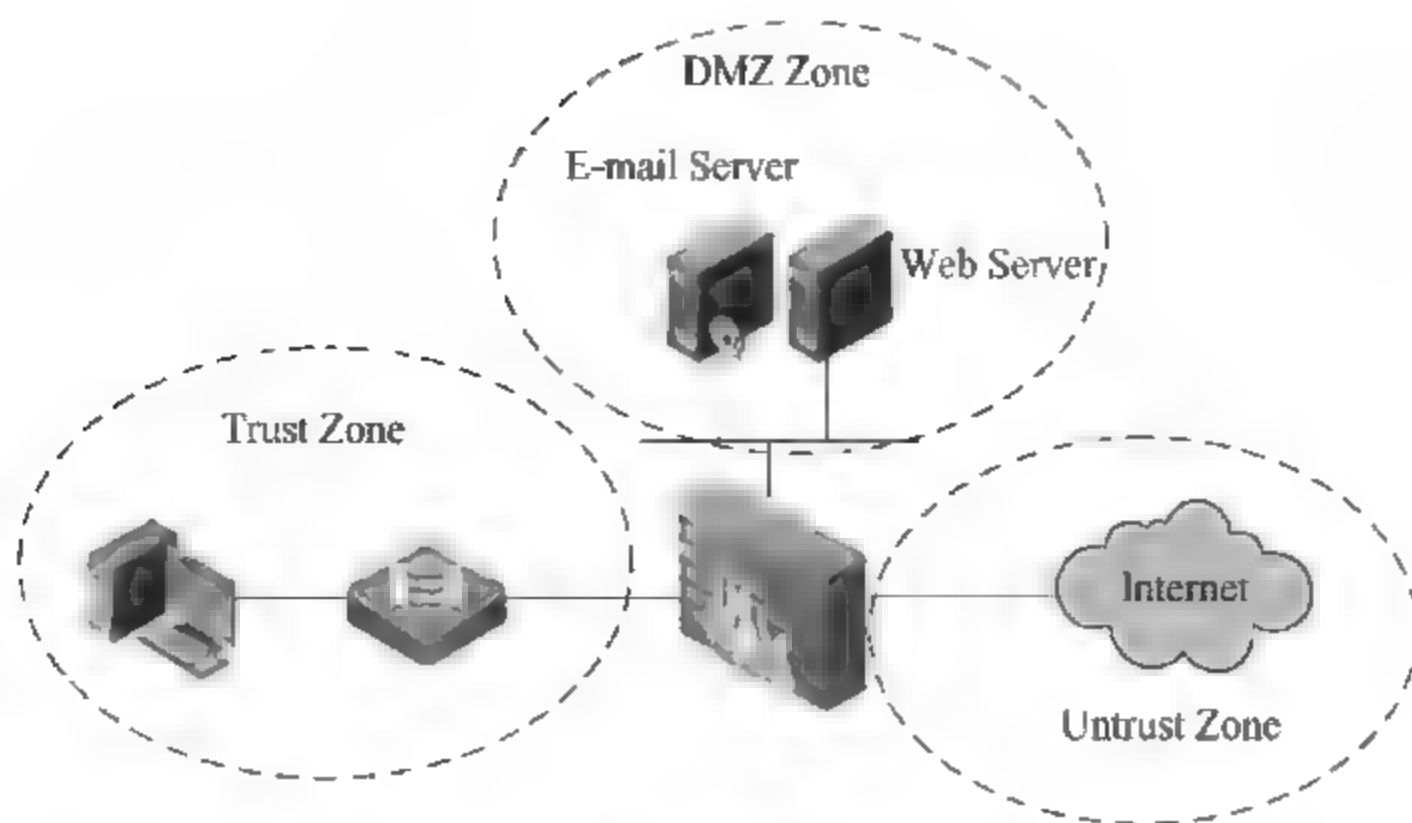 DMZ Zone
E-mail Server
Web Server
Trust Zone
Internet
Untrust Zone